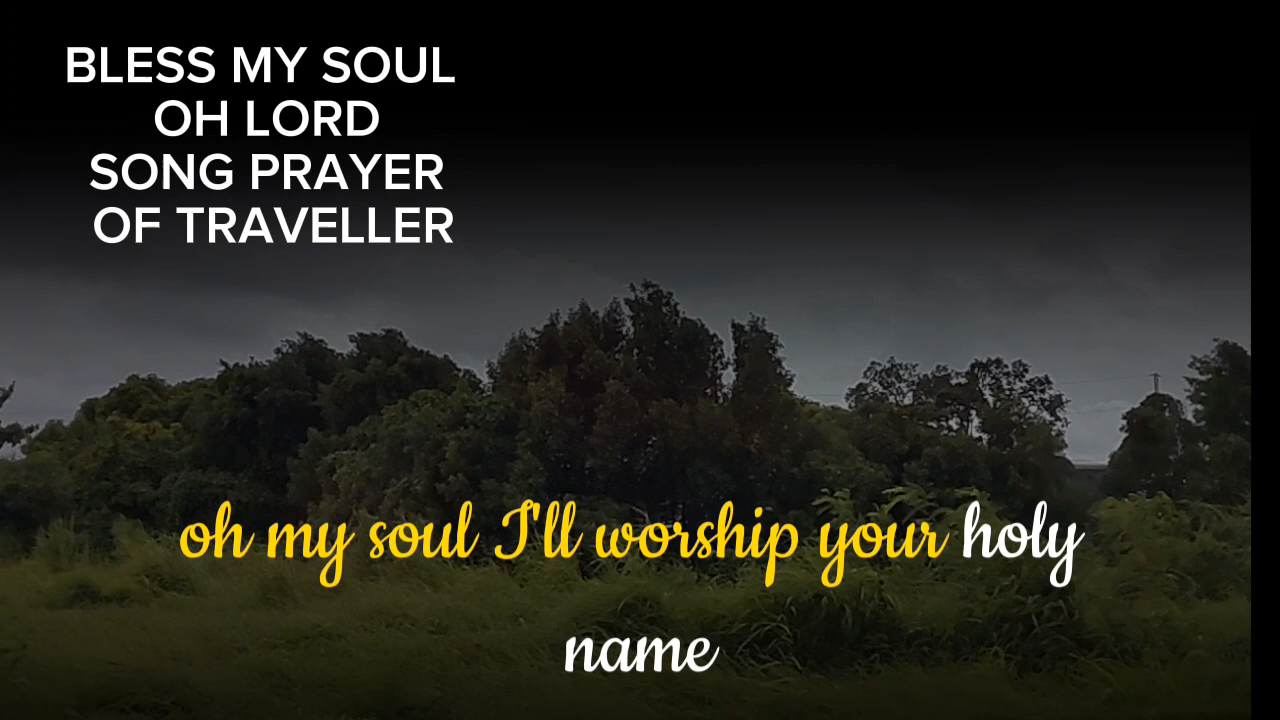 BLESS MY SOUL
OH LORD
SONG PRAYER
OF TRAVELLER
oh my soul I'll worship your holy
name